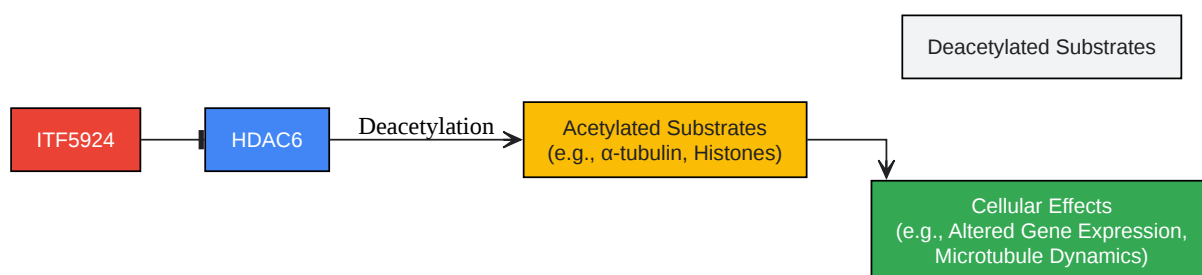 Deacetylated Substrates
ITF5924
HDAC6
Deacetylation
Acetylated Substrates
(e.g., α-tubulin, Histones)
Cellular Effects
(e.g., Altered Gene Expression,
Microtubule Dynamics)